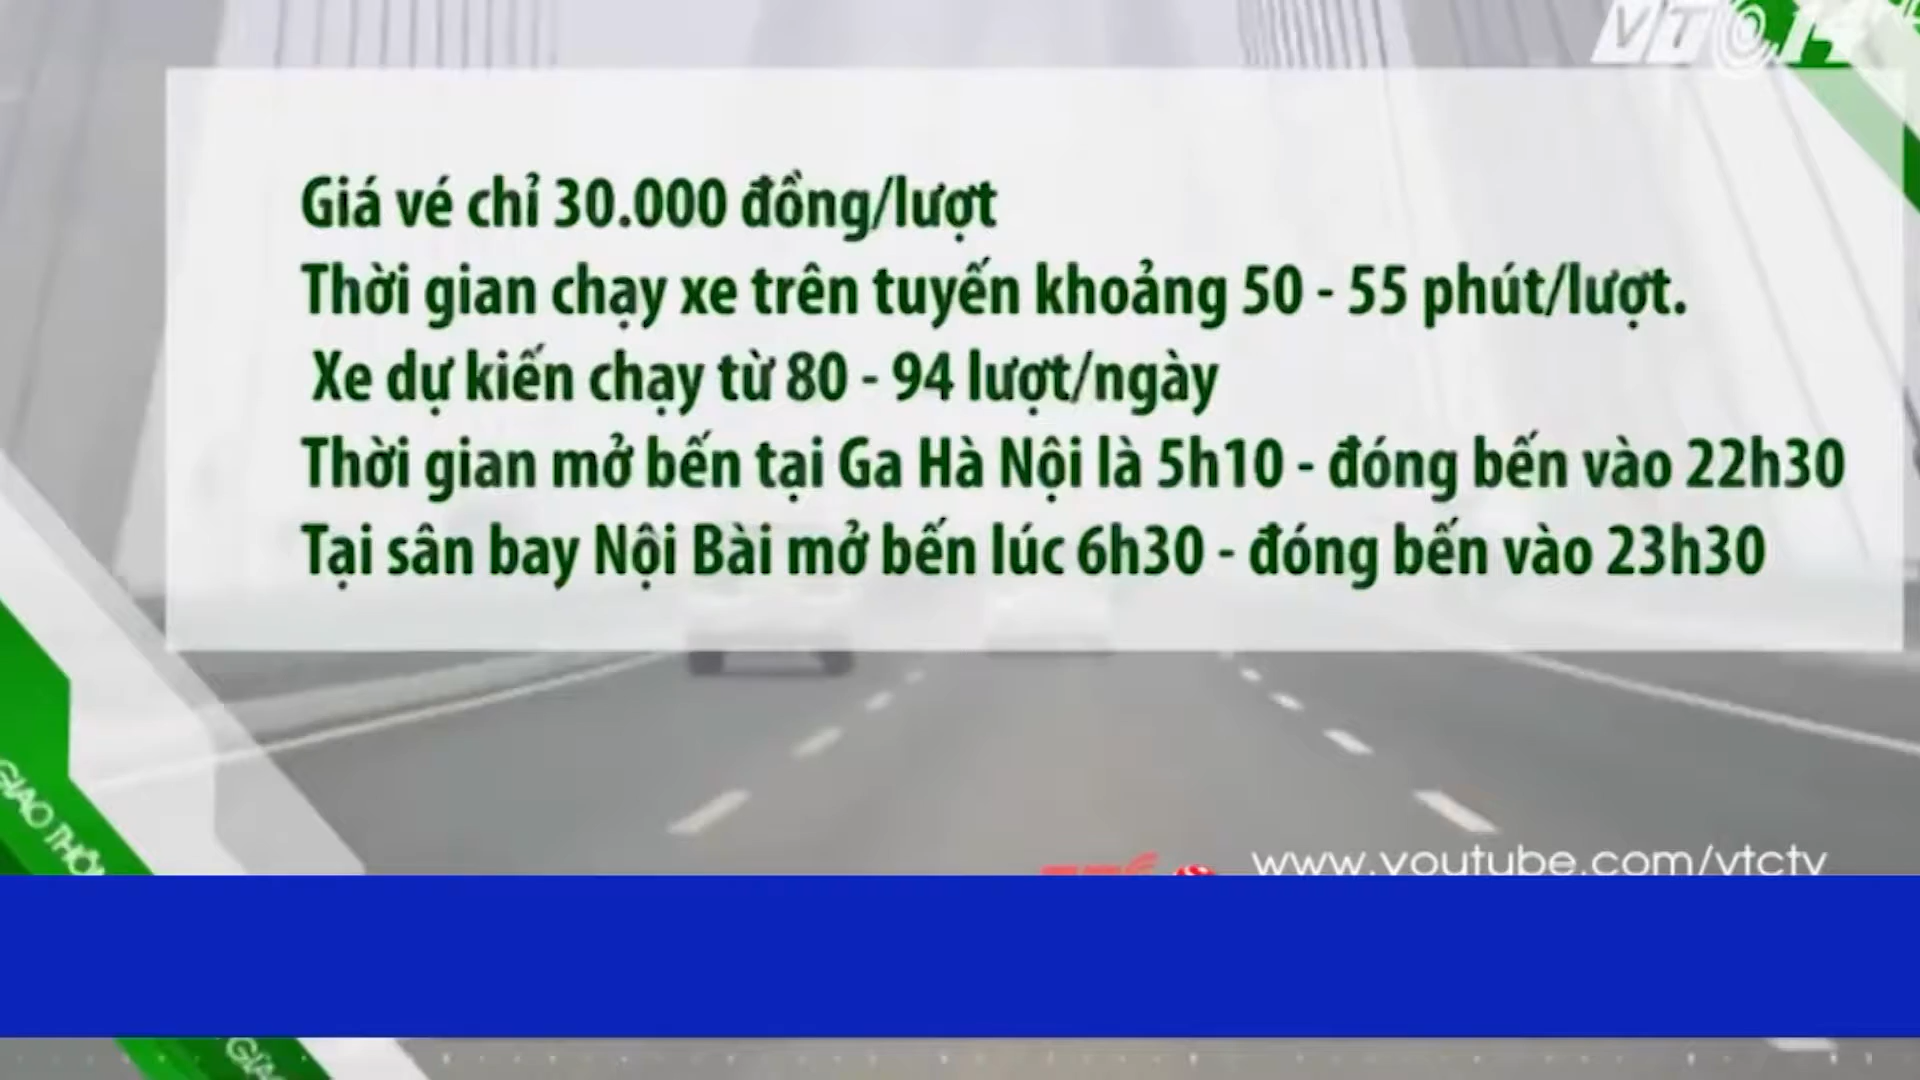 VTC14
Giá vé chỉ 30.000 đồng/lượt
Thời gian chạy xe trên tuyến khoảng 50 - 55 phút/lượt.
Xe dự kiến chạy từ 80 - 94 lượt/ngày
Thời gian mở bến tại Ga Hà Nội là 5h10 - đóng bến vào 22h30
Tại sân bay Nội Bài mở bến lúc 6h30 - đóng bến vào 23h30
GIAO THÔN
www.youtube.com/vtctv